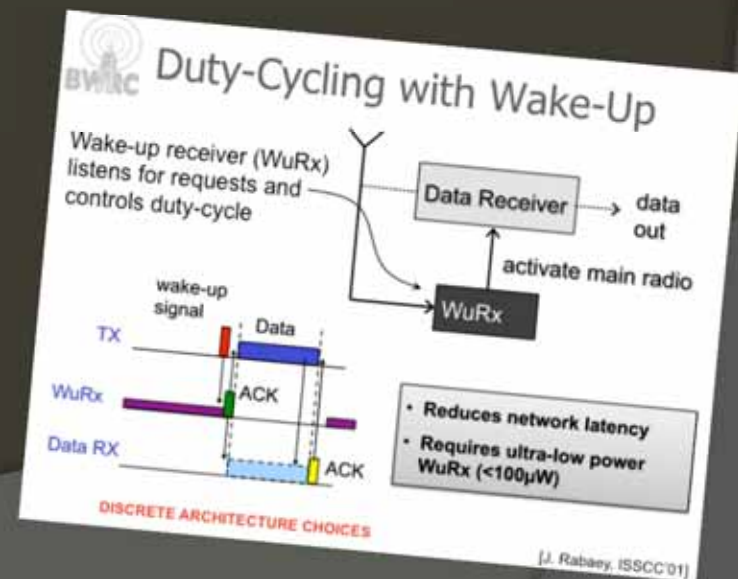 BWRC
Duty-Cycling with Wake-Up
Wake-up receiver (WuRx)
listens for requests and
controls duty-cycle
Data Receiver
data
out
activate main radio
WuRx
wake-up
signal
Data
TX
ACK
WuRx
Data RX
ACK
• Reduces network latency
• Requires ultra-low power
WuRx (<100µW)
DISCRETE ARCHITECTURE CHOICES
[J. Rabaey, ISSCC'01]